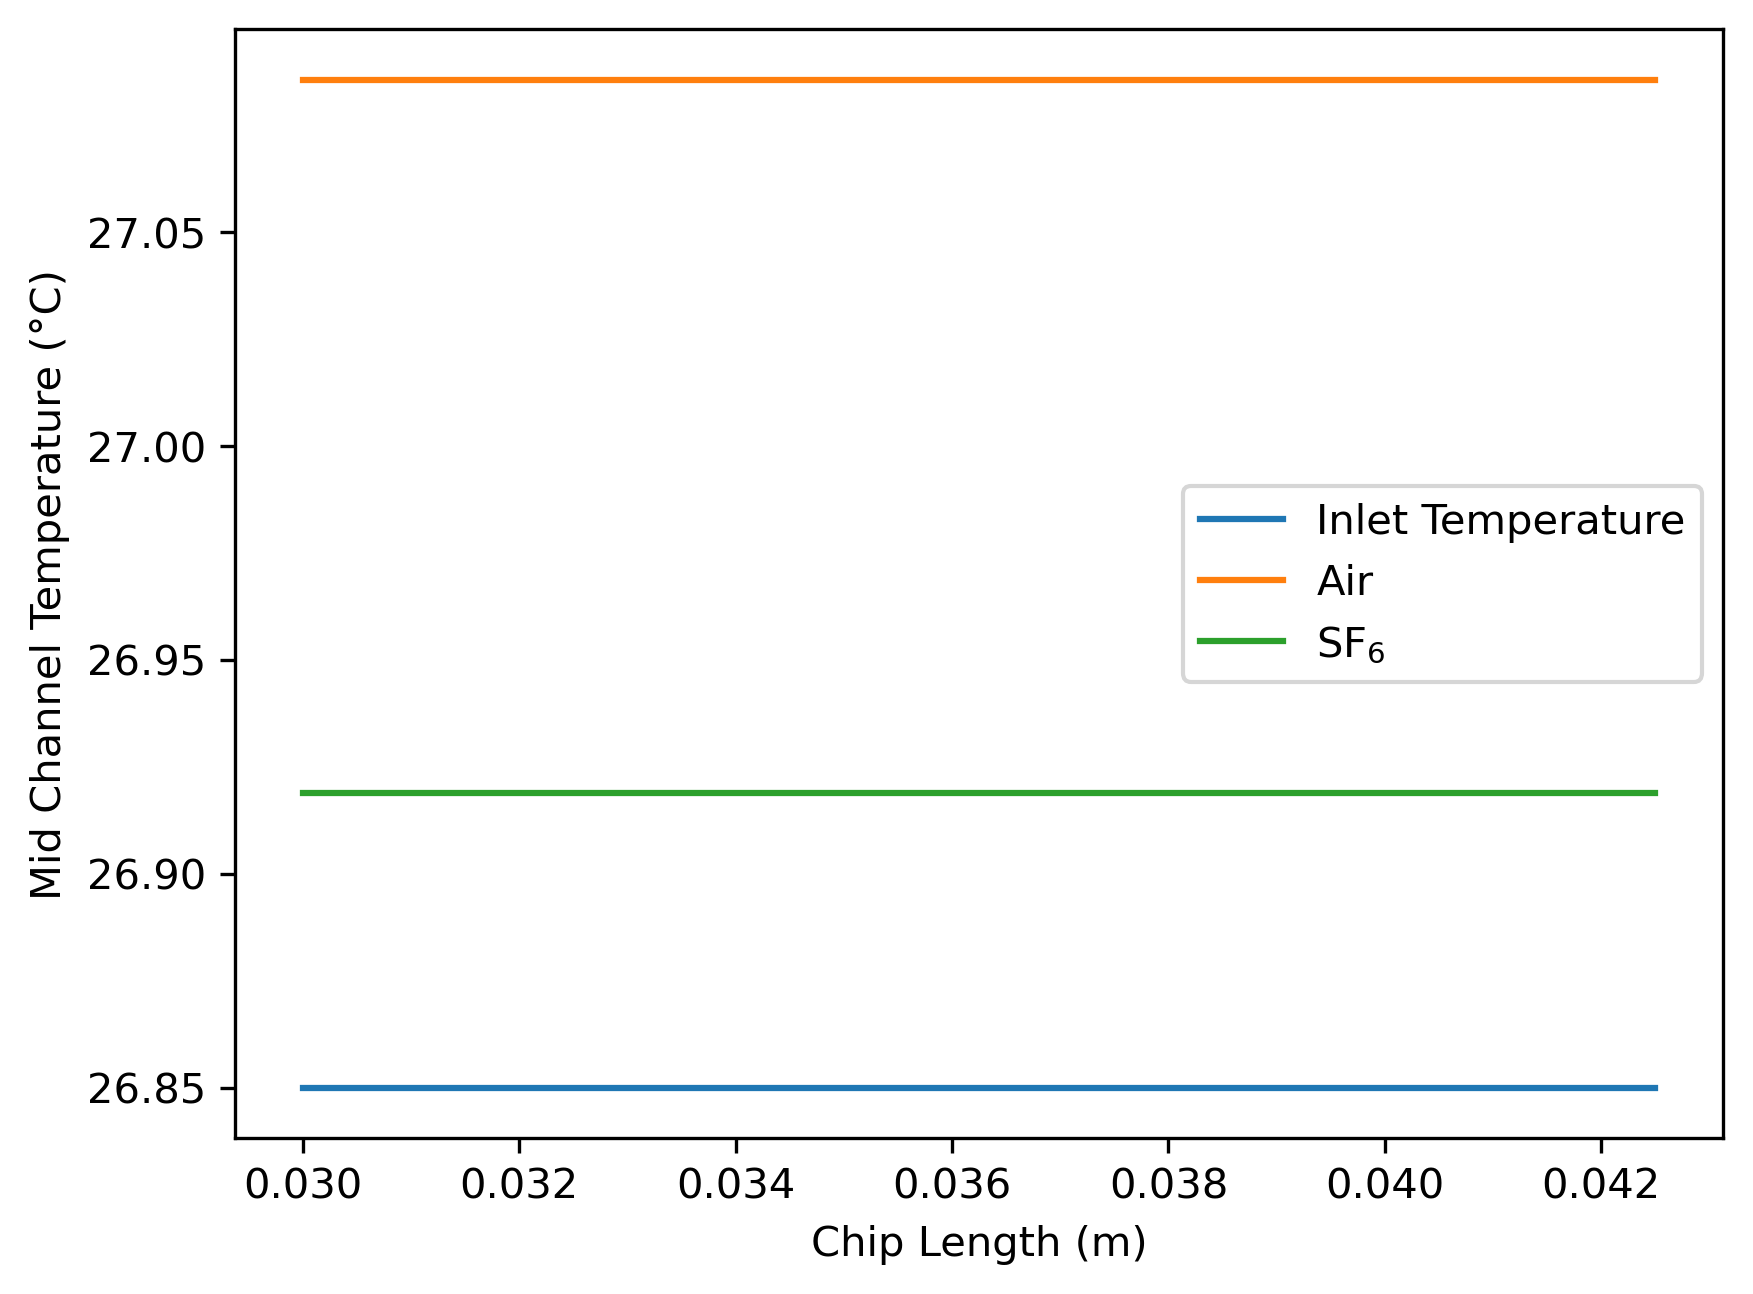 27.05
27.00
26.95
26.90
26.85
Mid Channel Temperature (°C)
Inlet Temperature
Air
SF₆
0.030 0.032 0.034 0.036 0.038 0.040 0.042
Chip Length (m)